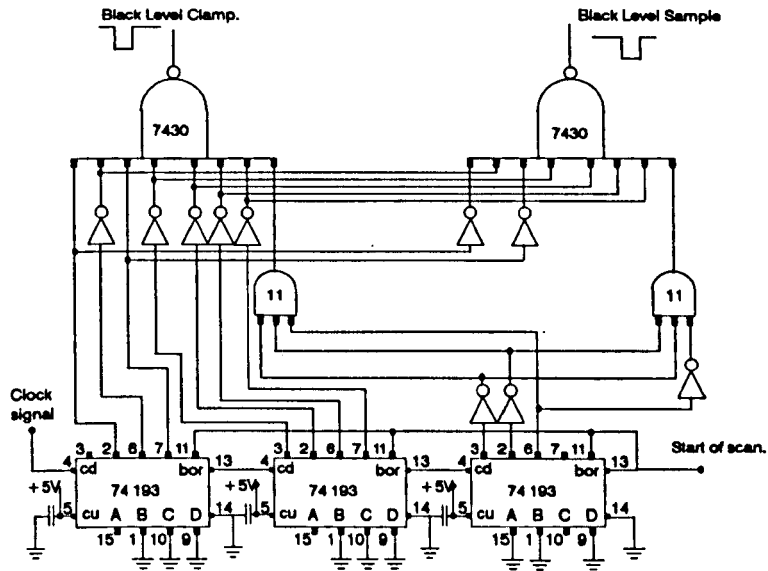 Black Level Clamp. Black Level Sample
7430 7430
11 11
Clock
signal
Start of scan.
3 2 6 7 11 3 2 6 7 11 3 2 6 7 11
4 cd bor 13 4 cd bor 13 4 cd bor 13
+5V 74 193 +5V 74 193 +5V 74 193
5 cu A B C D 14 5 cu A B C D 14 5 cu A B C D 14
15 1 10 9 15 1 10 9 15 1 10 9